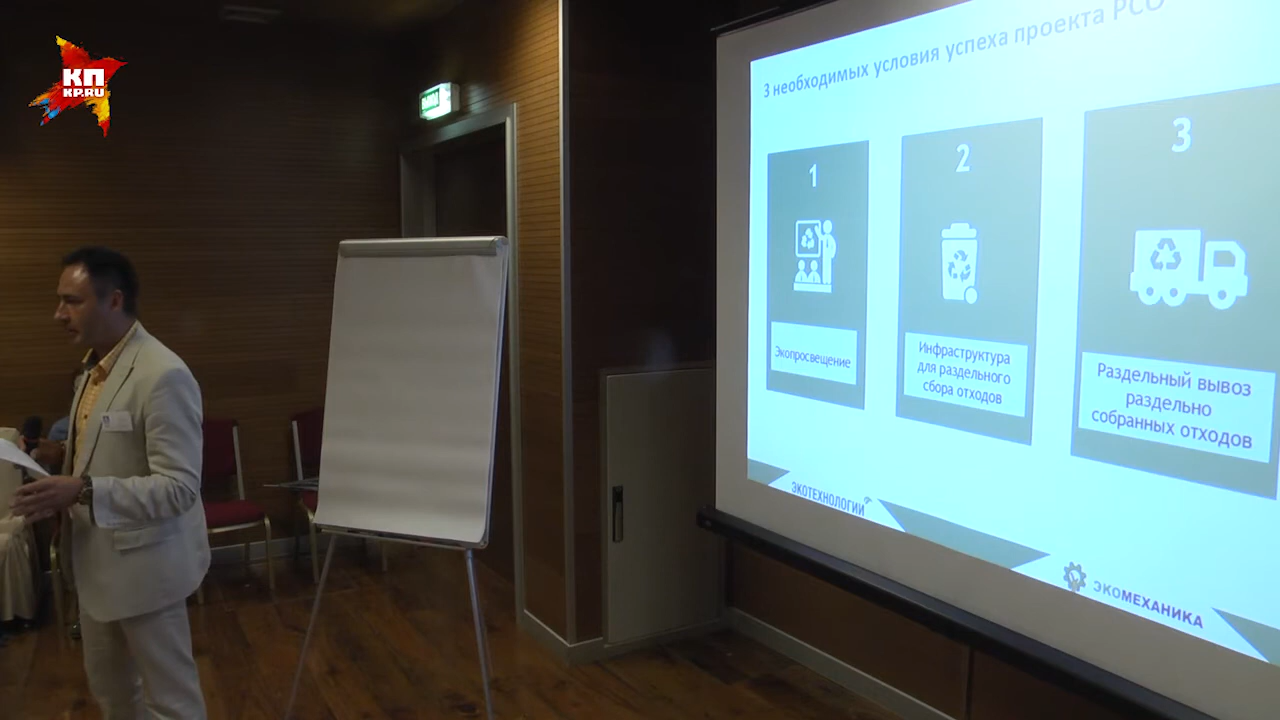 КП
KP.RU
3 необходимых условия успеха проекта РСО
1
2
3
Экопросвещение
Инфраструктура
для раздельного
сбора отходов
Раздельный вывоз
раздельно
собранных отходов
ЭКОТЕХНОЛОГИИ
ЭКОМЕХАНИКА